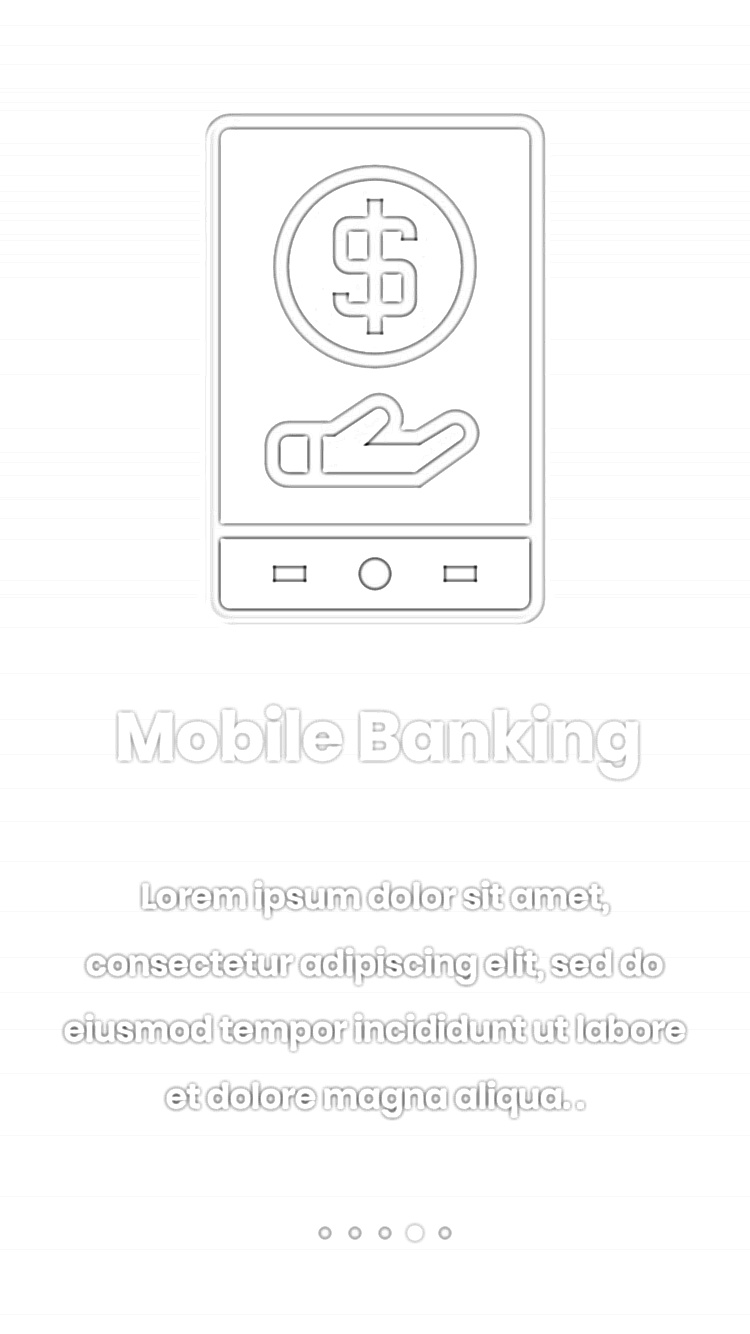 $
Mobile Banking
Lorem ipsum dolor sit amet,
consectetur adipiscing elit, sed do
eiusmod tempor incididunt ut labore
et dolore magna aliqua. .